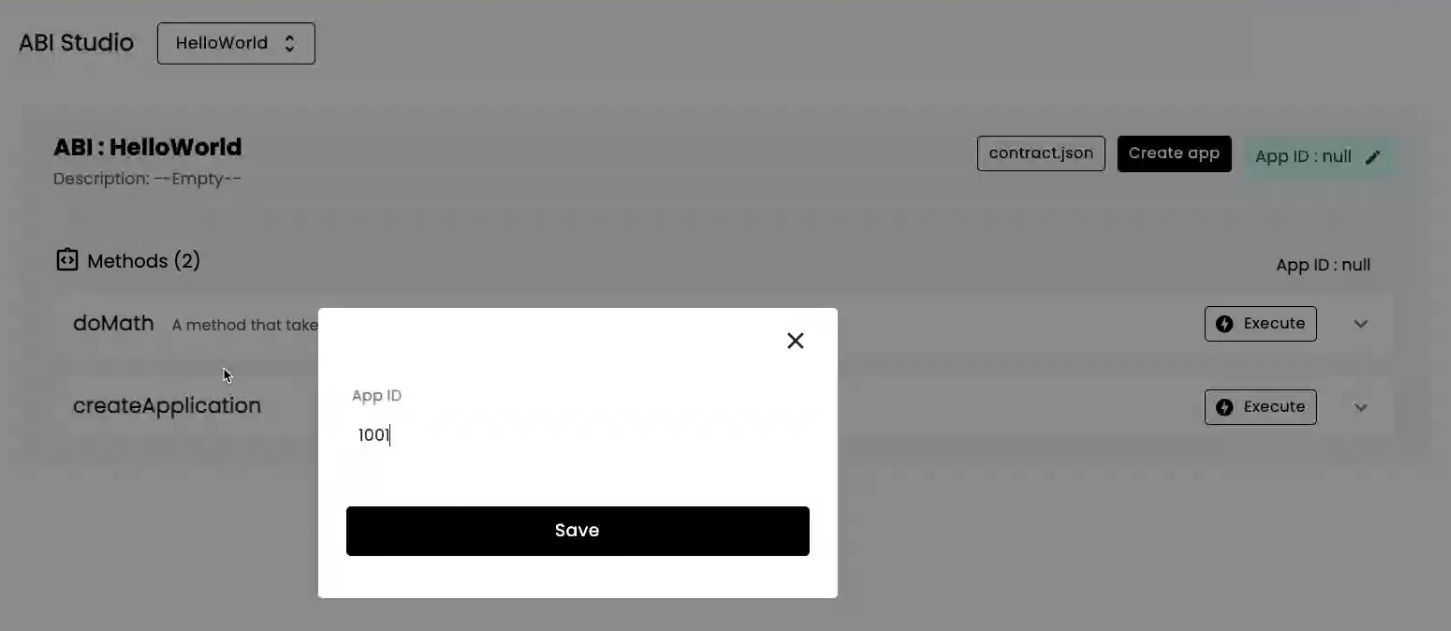 ABI Studio HelloWorld
ABI : HelloWorld
contract.json Create app App ID : null
Description: --Empty--
Methods (2)
App ID : null
doMath A method that take
Execute
createApplication
Execute
App ID
1001
Save